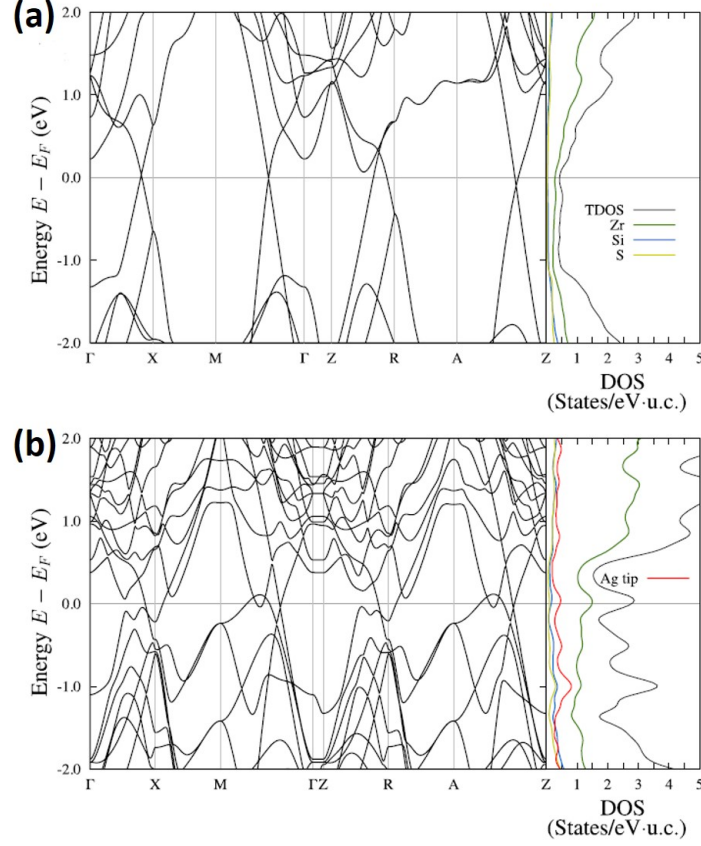 (a)
2.0
1.0
0.0
-1.0
-2.0
Energy E − E_F (eV)
TDOS
Zr
Si
S
Γ X M Γ Z R A Z 1 2 3 4 5
DOS
(States/eV·u.c.)
(b)
2.0
1.0
0.0
-1.0
-2.0
Energy E − E_F (eV)
Ag tip
Γ X M ΓZ R A Z 1 2 3 4 5
DOS
(States/eV·u.c.)